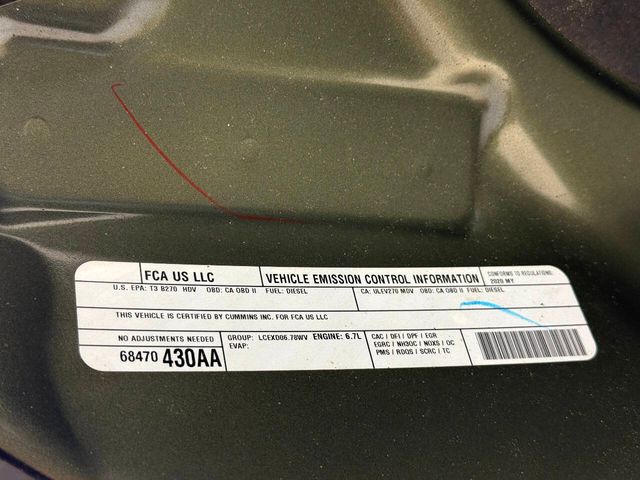 FCA US LLC
VEHICLE EMISSION CONTROL INFORMATION
CONFORMS TO REGULATIONS:
2020 MY
U.S. EPA: T3 B270 HDV OBD: CA OBD II FUEL: DIESEL
CA: ULEV270 MDV OBD: CA OBD II FUEL: DIESEL
THIS VEHICLE IS CERTIFIED BY CUMMINS INC. FOR FCA US LLC
NO ADJUSTMENTS NEEDED
68470 430AA
GROUP: LCEXD06.78WV ENGINE: 6.7L
EVAP:
CAC / DFI / DPF / EGR
EGRC / NH3OC / NOXS / OC
PMS / RDQS / SCRC / TC